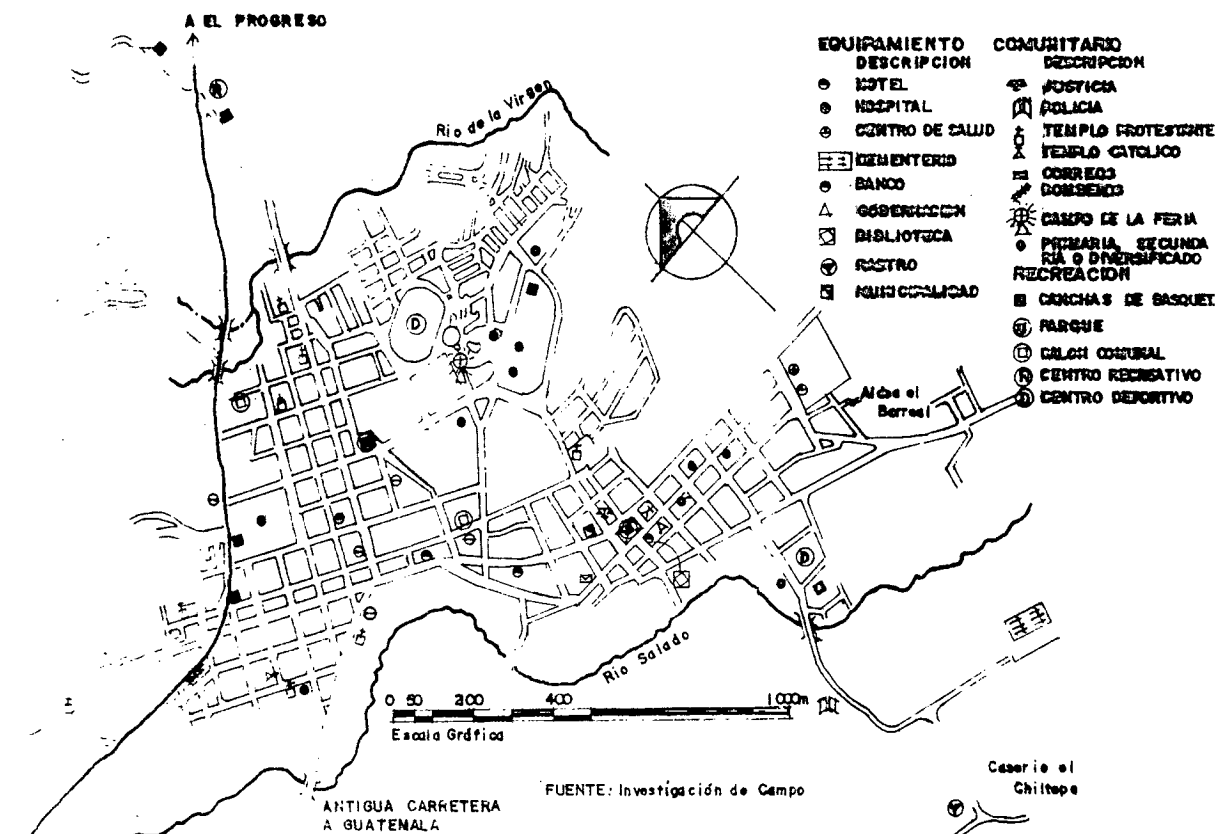 A EL PROGRESO
Rio de la Virgen
EQUIPAMIENTO COMUNITARIO
DESCRIPCION
HOTEL
HOSPITAL
CENTRO DE SALUD
CEMENTERIO
BANCO
GOBERNACION
BIBLIOTECA
RASTRO
MUNICIPALIDAD
DESCRIPCION
JUSTICIA
POLICIA
TEMPLO PROTESTANTE
TEMPLO CATOLICO
CORREOS
BOMBEROS
CAMPO DE LA FERIA
PRIMARIA, SECUNDA
RIA O DIVERSIFICADO
RECREACION
CANCHAS DE BASQUET.
PARQUE
SALON COMUNAL
CENTRO RECREATIVO
D CENTRO DEPORTIVO
Aldea el
Barreal
D
D
Rio Salado
0 50 200 400 1000m
Escala Gráfica
FUENTE: Investigación de Campo
ANTIGUA CARRETERA
A GUATEMALA
Caserio el
Chiltepe